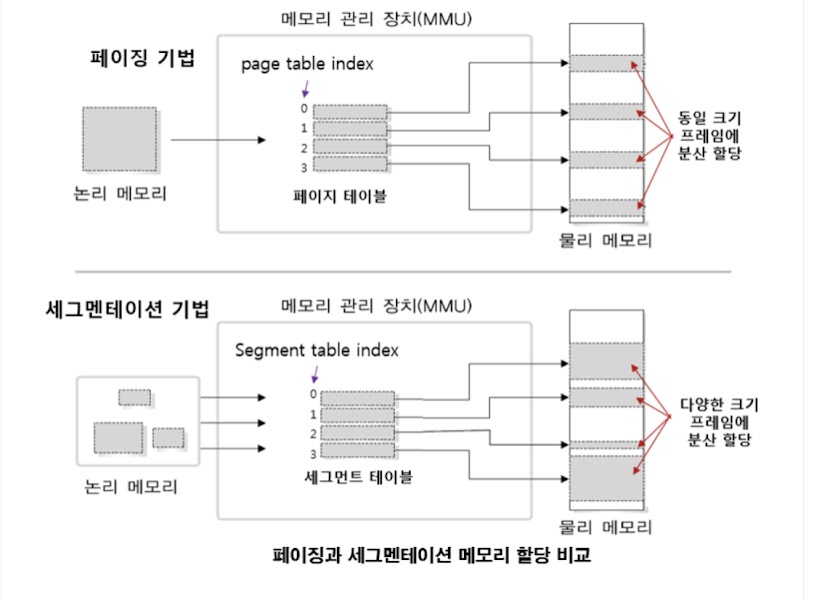 메모리 관리 장치(MMU)
페이징 기법
page table index
0
1
2
3
동일 크기
프레임에
분산 할당
논리 메모리
페이지 테이블
물리 메모리
세그멘테이션 기법
메모리 관리 장치(MMU)
Segment table index
0
1
2
3
다양한 크기
프레임에
분산 할당
논리 메모리
세그먼트 테이블
물리 메모리
페이징과 세그멘테이션 메모리 할당 비교